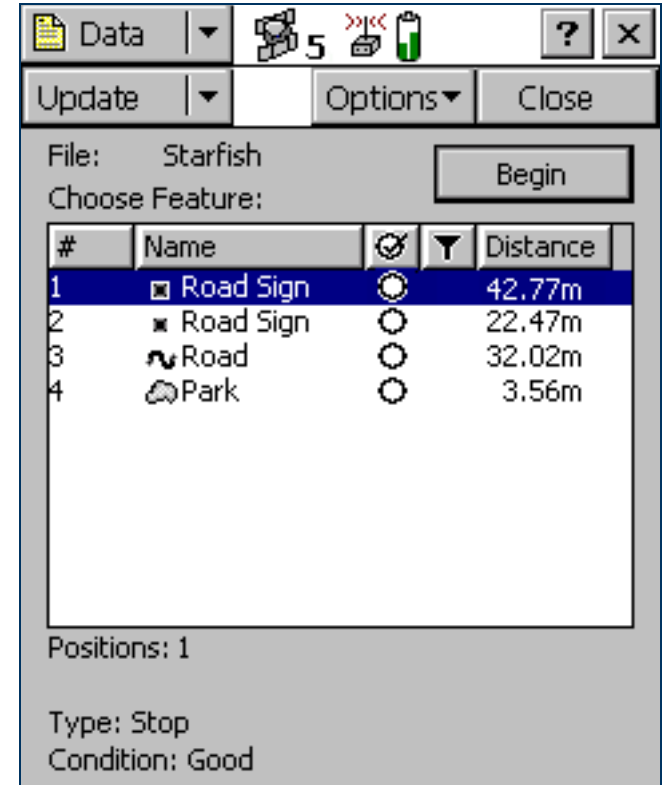 Data 5 ? ×
Update Options Close
File: Starfish
Begin
Choose Feature:
# Name Distance
1 Road Sign 42.77m
2 Road Sign 22.47m
3 Road 32.02m
4 Park 3.56m
Positions: 1
Type: Stop
Condition: Good